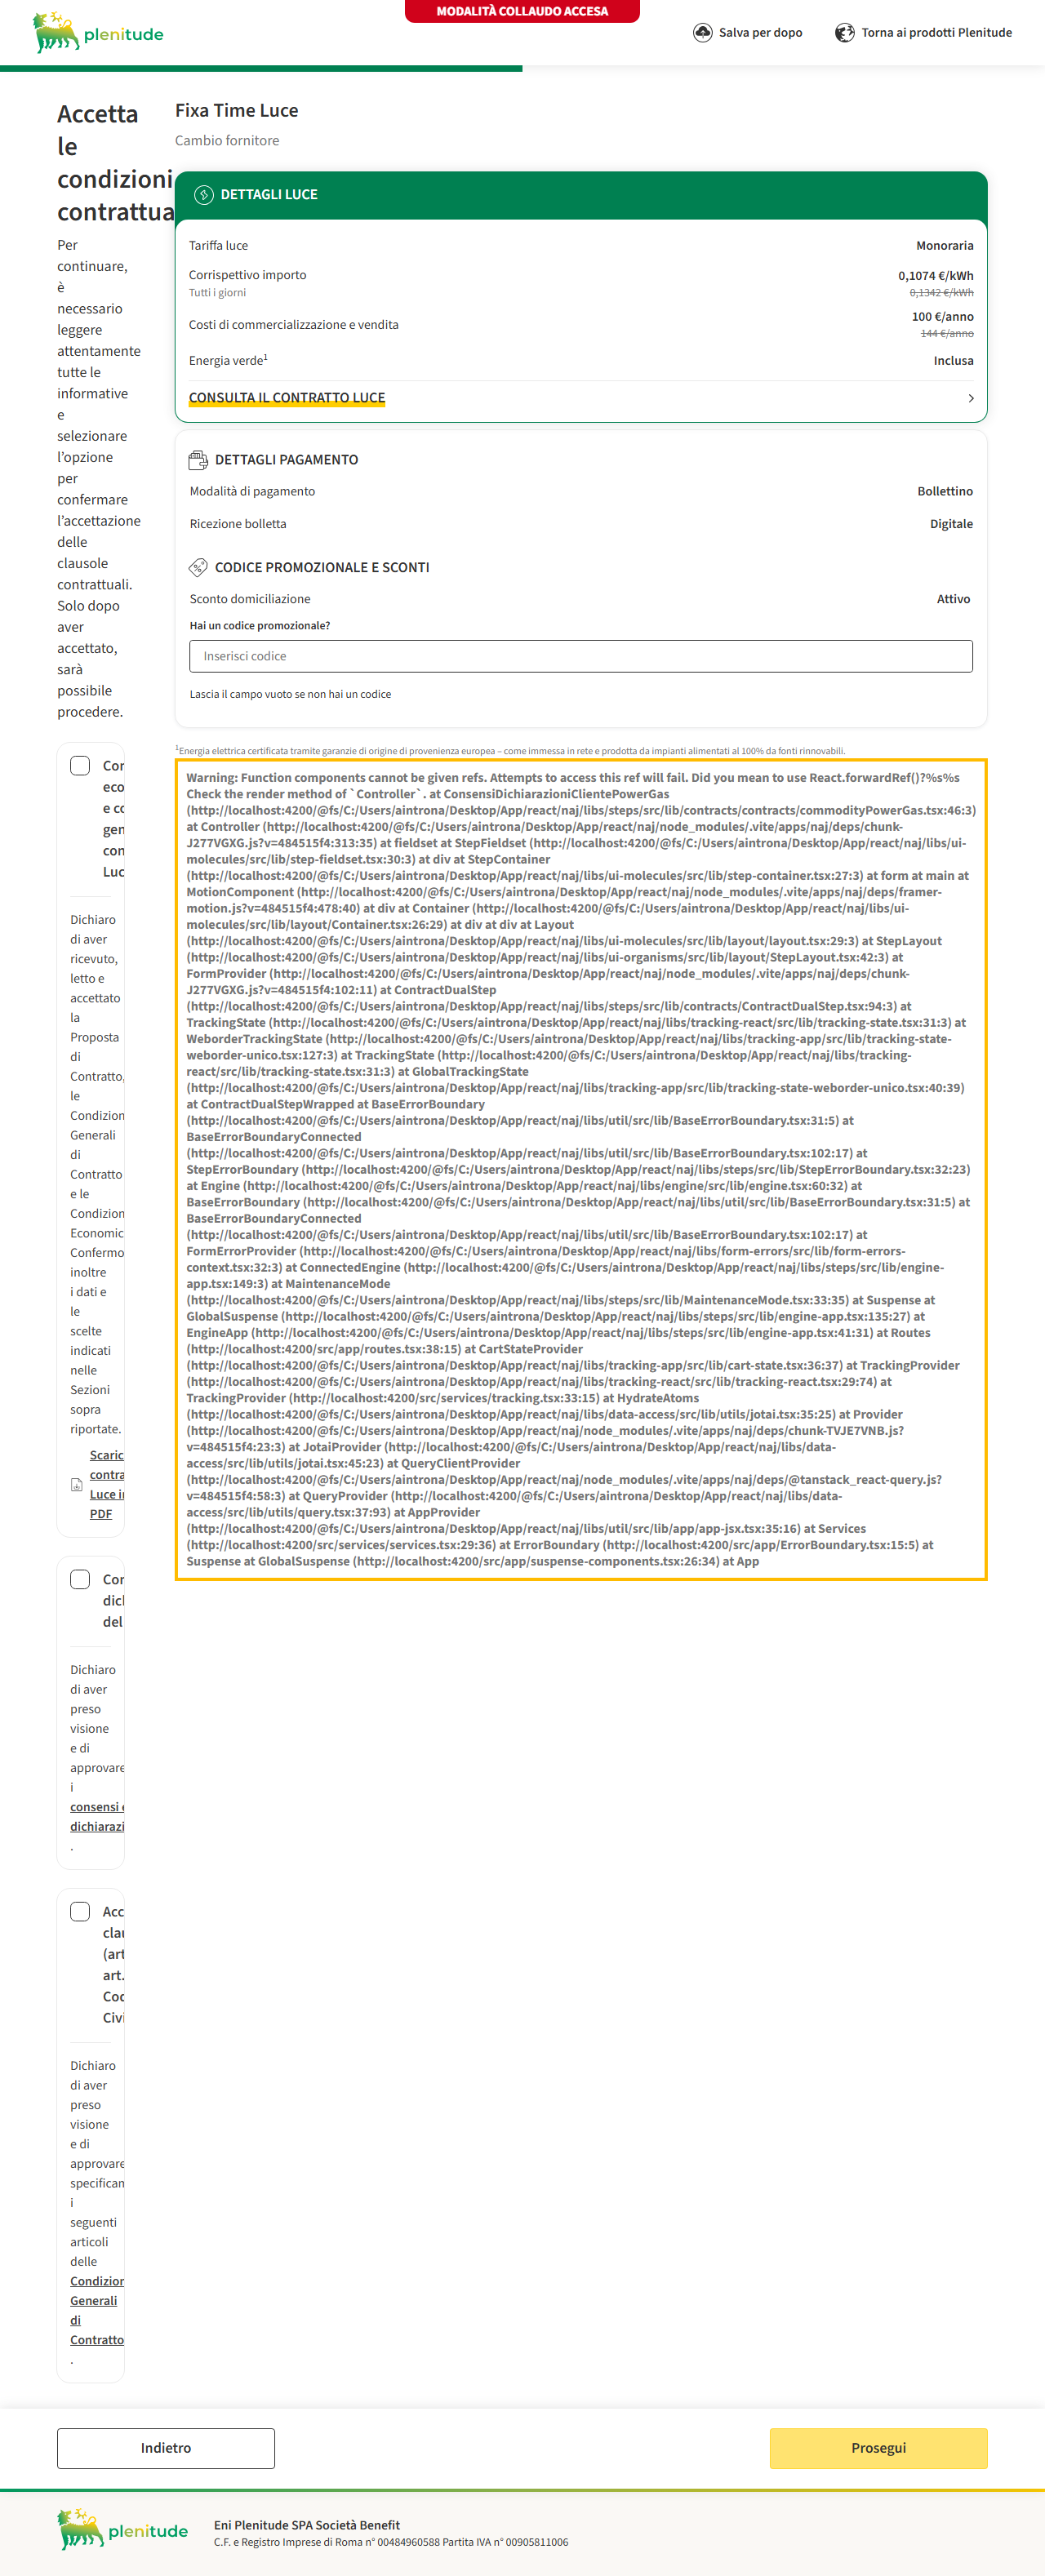 MODALITÀ COLLAUDO ACCESA
plenitude
Salva per dopo
Torna ai prodotti Plenitude
Accetta
le
condizioni
contrattua
Per
continuare,
è
necessario
leggere
attentamente
tutte le
informative
e
selezionare
l'opzione
per
confermare
l'accettazione
delle
clausole
contrattuali.
Solo dopo
aver
accettato,
sarà
possibile
procedere.
Con
eco
e co
gen
con
Luc
Dichiaro
di aver
ricevuto,
letto e
accettato
la
Proposta
di
Contratto,
le
Condizion
Generali
di
Contratto
e le
Condizion
Economic
Confermo
inoltre
i dati e
le
scelte
indicati
nelle
Sezioni
sopra
riportate.
Scaric
contra
Luce in
PDF
Con
dich
del
Dichiaro
di aver
preso
visione
e di
approvare
i
consensi e
dichiarazi
.
Acc
clau
(art
art.
Cod
Civi
Dichiaro
di aver
preso
visione
e di
approvare
specifican
i
seguenti
articoli
delle
Condizion
Generali
di
Contratto
.
Fixa Time Luce
Cambio fornitore
DETTAGLI LUCE
Tariffa luce
Monoraria
Corrispettivo importo
0,1074 €/kWh
Tutti i giorni
0,1342 €/kWh
Costi di commercializzazione e vendita
100 €/anno
144 €/anno
Energia verde¹
Inclusa
CONSULTA IL CONTRATTO LUCE
DETTAGLI PAGAMENTO
Modalità di pagamento
Bollettino
Ricezione bolletta
Digitale
CODICE PROMOZIONALE E SCONTI
Sconto domiciliazione
Attivo
Hai un codice promozionale?
Inserisci codice
Lascia il campo vuoto se non hai un codice
¹Energia elettrica certificata tramite garanzie di origine di provenienza europea – come immessa in rete e prodotta da impianti alimentati al 100% da fonti rinnovabili.
Warning: Function components cannot be given refs. Attempts to access this ref will fail. Did you mean to use React.forwardRef()?%s%s
Check the render method of `Controller`. at ConsensiDichiarazioniClientePowerGas
(http://localhost:4200/@fs/C:/Users/aintrona/Desktop/App/react/naj/libs/steps/src/lib/contracts/contracts/commodityPowerGas.tsx:46:3)
at Controller (http://localhost:4200/@fs/C:/Users/aintrona/Desktop/App/react/naj/node_modules/.vite/apps/naj/deps/chunk-
J277VGXG.js?v=484515f4:313:35) at fieldset at StepFieldset (http://localhost:4200/@fs/C:/Users/aintrona/Desktop/App/react/naj/libs/ui-
molecules/src/lib/step-fieldset.tsx:30:3) at div at StepContainer
(http://localhost:4200/@fs/C:/Users/aintrona/Desktop/App/react/naj/libs/ui-molecules/src/lib/step-container.tsx:27:3) at form at main at
MotionComponent (http://localhost:4200/@fs/C:/Users/aintrona/Desktop/App/react/naj/node_modules/.vite/apps/naj/deps/framer-
motion.js?v=484515f4:478:40) at div at Container (http://localhost:4200/@fs/C:/Users/aintrona/Desktop/App/react/naj/libs/ui-
molecules/src/lib/layout/Container.tsx:26:29) at div at div at Layout
(http://localhost:4200/@fs/C:/Users/aintrona/Desktop/App/react/naj/libs/ui-molecules/src/lib/layout/layout.tsx:29:3) at StepLayout
(http://localhost:4200/@fs/C:/Users/aintrona/Desktop/App/react/naj/libs/ui-organisms/src/lib/layout/StepLayout.tsx:42:3) at
FormProvider (http://localhost:4200/@fs/C:/Users/aintrona/Desktop/App/react/naj/node_modules/.vite/apps/naj/deps/chunk-
J277VGXG.js?v=484515f4:102:11) at ContractDualStep
(http://localhost:4200/@fs/C:/Users/aintrona/Desktop/App/react/naj/libs/steps/src/lib/contracts/ContractDualStep.tsx:94:3) at
TrackingState (http://localhost:4200/@fs/C:/Users/aintrona/Desktop/App/react/naj/libs/tracking-react/src/lib/tracking-state.tsx:31:3) at
WeborderTrackingState (http://localhost:4200/@fs/C:/Users/aintrona/Desktop/App/react/naj/libs/tracking-app/src/lib/tracking-state-
weborder-unico.tsx:127:3) at TrackingState (http://localhost:4200/@fs/C:/Users/aintrona/Desktop/App/react/naj/libs/tracking-
react/src/lib/tracking-state.tsx:31:3) at GlobalTrackingState
(http://localhost:4200/@fs/C:/Users/aintrona/Desktop/App/react/naj/libs/tracking-app/src/lib/tracking-state-weborder-unico.tsx:40:39)
at ContractDualStepWrapped at BaseErrorBoundary
(http://localhost:4200/@fs/C:/Users/aintrona/Desktop/App/react/naj/libs/util/src/lib/BaseErrorBoundary.tsx:31:5) at
BaseErrorBoundaryConnected
(http://localhost:4200/@fs/C:/Users/aintrona/Desktop/App/react/naj/libs/util/src/lib/BaseErrorBoundary.tsx:102:17) at
StepErrorBoundary (http://localhost:4200/@fs/C:/Users/aintrona/Desktop/App/react/naj/libs/steps/src/lib/StepErrorBoundary.tsx:32:23)
at Engine (http://localhost:4200/@fs/C:/Users/aintrona/Desktop/App/react/naj/libs/engine/src/lib/engine.tsx:60:32) at
BaseErrorBoundary (http://localhost:4200/@fs/C:/Users/aintrona/Desktop/App/react/naj/libs/util/src/lib/BaseErrorBoundary.tsx:31:5) at
BaseErrorBoundaryConnected
(http://localhost:4200/@fs/C:/Users/aintrona/Desktop/App/react/naj/libs/util/src/lib/BaseErrorBoundary.tsx:102:17) at
FormErrorProvider (http://localhost:4200/@fs/C:/Users/aintrona/Desktop/App/react/naj/libs/form-errors/src/lib/form-errors-
context.tsx:32:3) at ConnectedEngine (http://localhost:4200/@fs/C:/Users/aintrona/Desktop/App/react/naj/libs/steps/src/lib/engine-
app.tsx:149:3) at MaintenanceMode
(http://localhost:4200/@fs/C:/Users/aintrona/Desktop/App/react/naj/libs/steps/src/lib/MaintenanceMode.tsx:33:35) at Suspense at
GlobalSuspense (http://localhost:4200/@fs/C:/Users/aintrona/Desktop/App/react/naj/libs/steps/src/lib/engine-app.tsx:135:27) at
EngineApp (http://localhost:4200/@fs/C:/Users/aintrona/Desktop/App/react/naj/libs/steps/src/lib/engine-app.tsx:41:31) at Routes
(http://localhost:4200/src/app/routes.tsx:38:15) at CartStateProvider
(http://localhost:4200/@fs/C:/Users/aintrona/Desktop/App/react/naj/libs/tracking-app/src/lib/cart-state.tsx:36:37) at TrackingProvider
(http://localhost:4200/@fs/C:/Users/aintrona/Desktop/App/react/naj/libs/tracking-react/src/lib/tracking-react.tsx:29:74) at
TrackingProvider (http://localhost:4200/src/services/tracking.tsx:33:15) at HydrateAtoms
(http://localhost:4200/@fs/C:/Users/aintrona/Desktop/App/react/naj/libs/data-access/src/lib/utils/jotai.tsx:35:25) at Provider
(http://localhost:4200/@fs/C:/Users/aintrona/Desktop/App/react/naj/node_modules/.vite/apps/naj/deps/chunk-TVJE7VNB.js?
v=484515f4:23:3) at JotaiProvider (http://localhost:4200/@fs/C:/Users/aintrona/Desktop/App/react/naj/libs/data-
access/src/lib/utils/jotai.tsx:45:23) at QueryClientProvider
(http://localhost:4200/@fs/C:/Users/aintrona/Desktop/App/react/naj/node_modules/.vite/apps/naj/deps/@tanstack_react-query.js?
v=484515f4:58:3) at QueryProvider (http://localhost:4200/@fs/C:/Users/aintrona/Desktop/App/react/naj/libs/data-
access/src/lib/utils/query.tsx:37:93) at AppProvider
(http://localhost:4200/@fs/C:/Users/aintrona/Desktop/App/react/naj/libs/util/src/lib/app/app-jsx.tsx:35:16) at Services
(http://localhost:4200/src/services/services.tsx:29:36) at ErrorBoundary (http://localhost:4200/src/app/ErrorBoundary.tsx:15:5) at
Suspense at GlobalSuspense (http://localhost:4200/src/app/suspense-components.tsx:26:34) at App
Indietro
Prosegui
plenitude
Eni Plenitude SPA Società Benefit
C.F. e Registro Imprese di Roma n° 00484960588 Partita IVA n° 00905811006